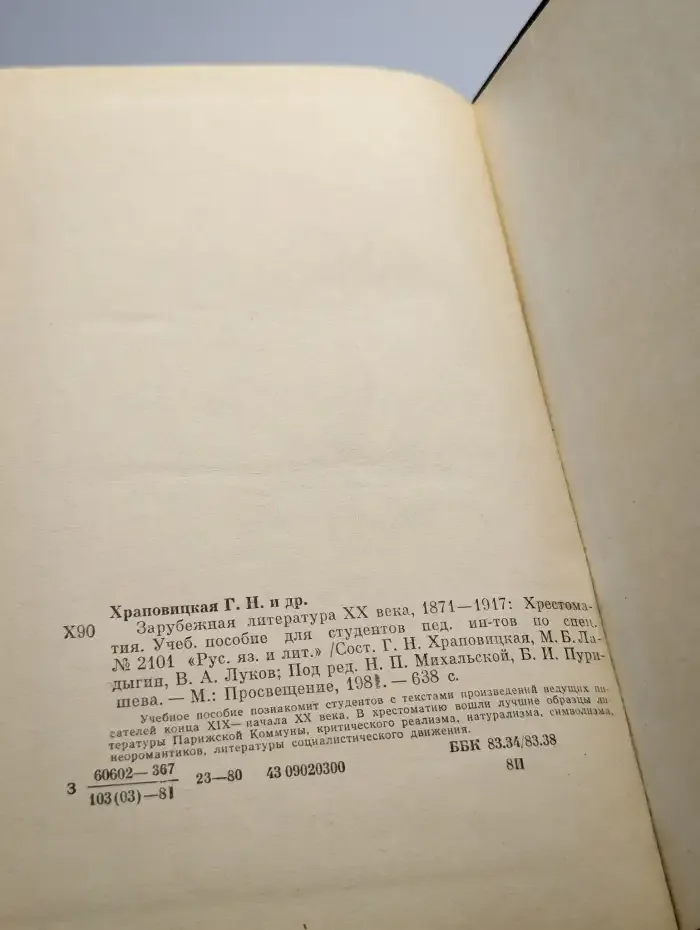 Храповицкая Г. Н. и др.
Х90 Зарубежная литература XX века, 1871—1917: Хрестома-
тия. Учеб. пособие для студентов пед. ин-тов по спец.
№ 2101 «Рус. яз. и лит.» /Сост. Г. Н. Храповицкая, М. Б. Ла-
дыгин, В. А. Луков; Под ред. Н. П. Михальской, Б. И. Пури-
шева. — М.: Просвещение, 1981. — 638 с.
Учебное пособие познакомит студентов с текстами произведений ведущих пи-
сателей конца XIX— начала XX века. В хрестоматию вошли лучшие образцы ли-
тературы Парижской Коммуны, критического реализма, натурализма, символизма,
неоромантиков, литературы социалистического движения.
З 60602—367
103(03)—81 23—80 43 09020300
ББК 83.34/83.38
8И